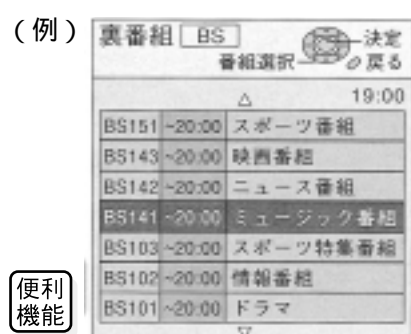 (例)
裏番組 BS
決定
番組選択
戻る
△ 19:00
BS151 ~20:00 スポーツ番組
BS143 ~20:00 映画番組
BS142 ~20:00 ニュース番組
BS141 ~20:00 ミュージック番組
BS103 ~20:00 スポーツ特集番組
BS102 ~20:00 情報番組
BS101 ~20:00 ドラマ
▽
便利
機能